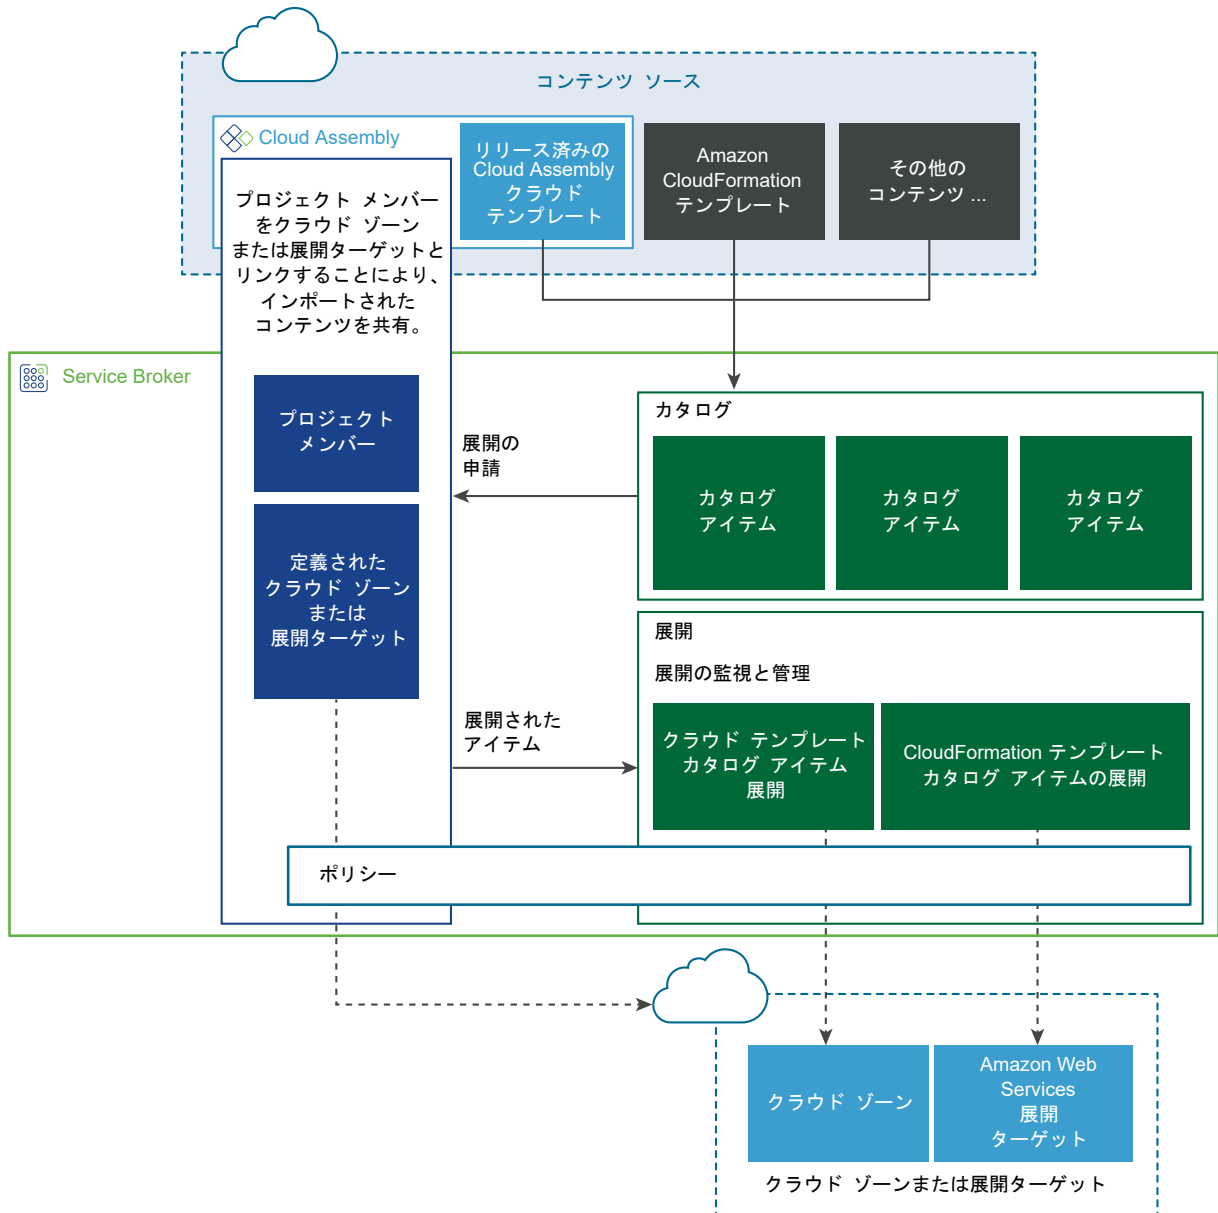 コンテンツ ソース
Cloud Assembly
リリース済みの
Cloud Assembly
クラウド
テンプレート
Amazon
CloudFormation
テンプレート
その他の
コンテンツ ...
プロジェクト メンバー
をクラウド ゾーン
または展開ターゲットと
リンクすることにより、
インポートされた
コンテンツを共有。
Service Broker
プロジェクト
メンバー
定義された
クラウド ゾーン
または
展開ターゲット
展開の
申請
カタログ
カタログ
アイテム
カタログ
アイテム
カタログ
アイテム
展開された
アイテム
展開
展開の監視と管理
クラウド テンプレート
カタログ アイテム
展開
CloudFormation テンプレート
カタログ アイテムの展開
ポリシー
クラウド ゾーン
Amazon Web
Services
展開
ターゲット
クラウド ゾーンまたは展開ターゲット